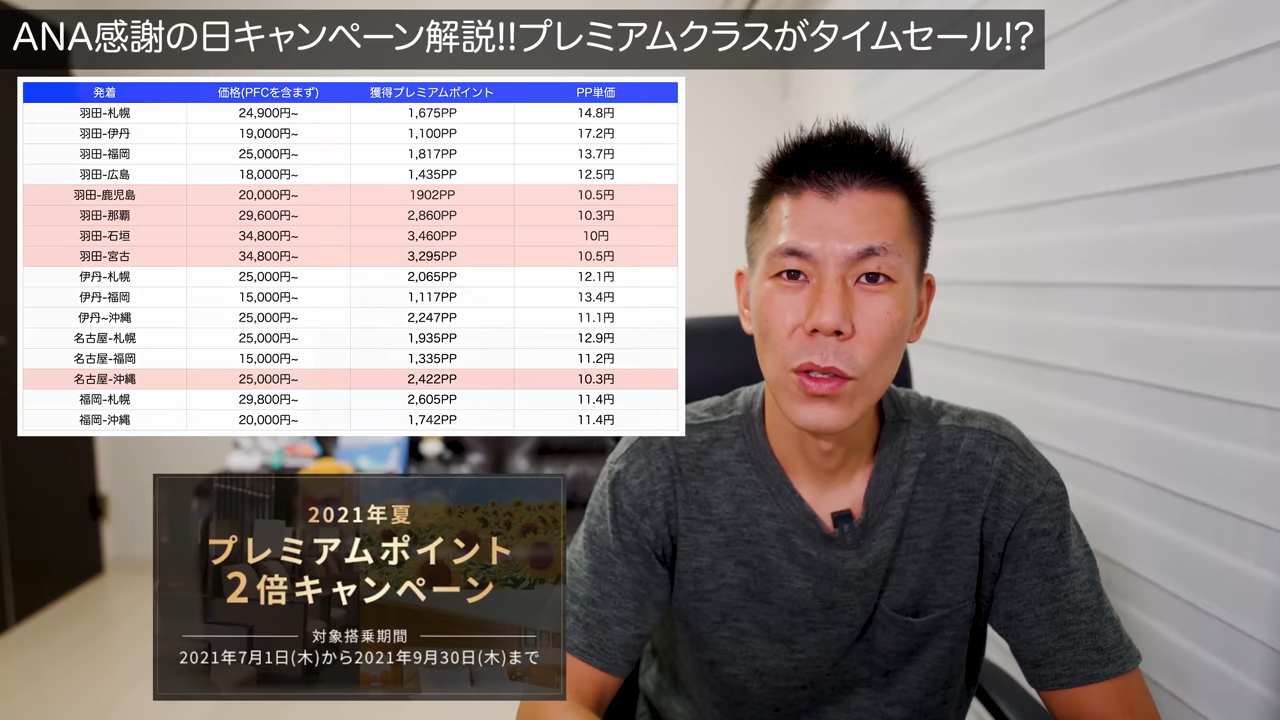 ANA感謝の日キャンペーン解説!!プレミアムクラスがタイムセール!?
発着 価格(PFCを含まず) 獲得プレミアムポイント PP単価
羽田-札幌 24,900円~ 1,675PP 14.8円
羽田-伊丹 19,000円~ 1,100PP 17.2円
羽田-福岡 25,000円~ 1,817PP 13.7円
羽田-広島 18,000円~ 1,435PP 12.5円
羽田-鹿児島 20,000円~ 1902PP 10.5円
羽田-那覇 29,600円~ 2,860PP 10.3円
羽田-石垣 34,800円~ 3,460PP 10円
羽田-宮古 34,800円~ 3,295PP 10.5円
伊丹-札幌 25,000円~ 2,065PP 12.1円
伊丹-福岡 15,000円~ 1,117PP 13.4円
伊丹~沖縄 25,000円~ 2,247PP 11.1円
名古屋-札幌 25,000円~ 1,935PP 12.9円
名古屋-福岡 15,000円~ 1,335PP 11.2円
名古屋-沖縄 25,000円~ 2,422PP 10.3円
福岡-札幌 29,800円~ 2,605PP 11.4円
福岡-沖縄 20,000円~ 1,742PP 11.4円
2021年夏
プレミアムポイント
2倍キャンペーン
対象搭乗期間
2021年7月1日(木)から2021年9月30日(木)まで